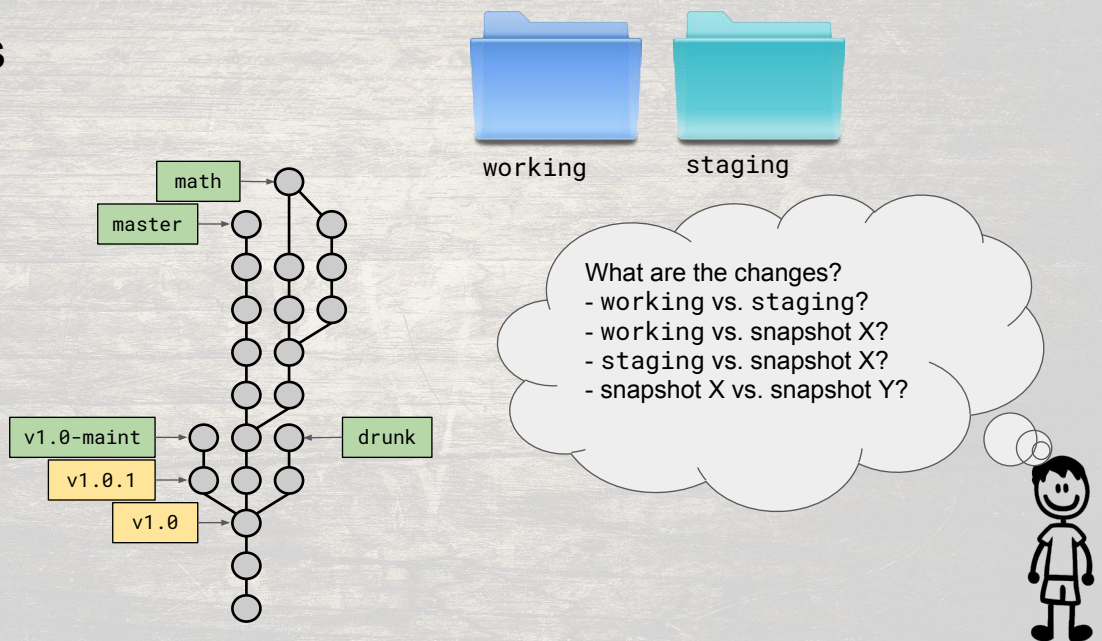 s
working
staging
math
master
What are the changes?
- working vs. staging?
- working vs. snapshot X?
- staging vs. snapshot X?
- snapshot X vs. snapshot Y?
v1.0-maint
drunk
v1.0.1
v1.0